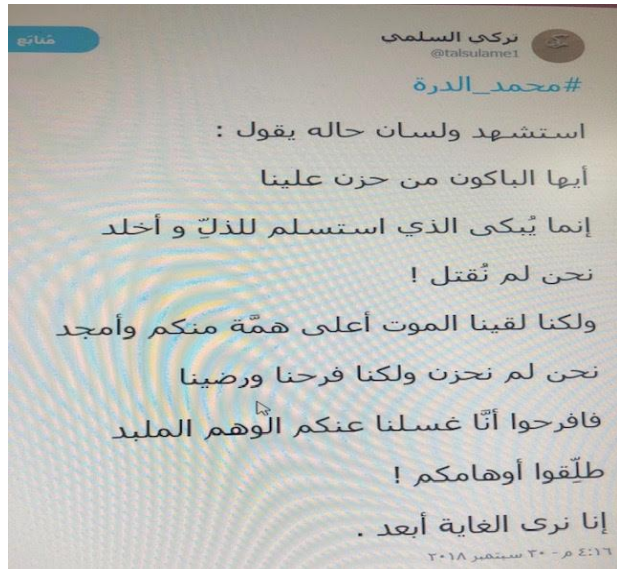 تركي السلمي
مُتابَع
@talsulame1
#محمد_الدرة
استشهد ولسان حاله يقول :
أيها الباكون من حزن علينا
إنما يُبكى الذي استسلم للذلِّ و أخلد
نحن لم نُقتل !
ولكنا لقينا الموت أعلى همَّة منكم وأمجد
نحن لم نحزن ولكنا فرحنا ورضينا
فافرحوا أنَّا غسلنا عنكم الوهم الملبد
طلِّقوا أوهامكم !
إنا نرى الغاية أبعد .
٤:١٦ م - ٣٠ سبتمبر ٢٠١٨